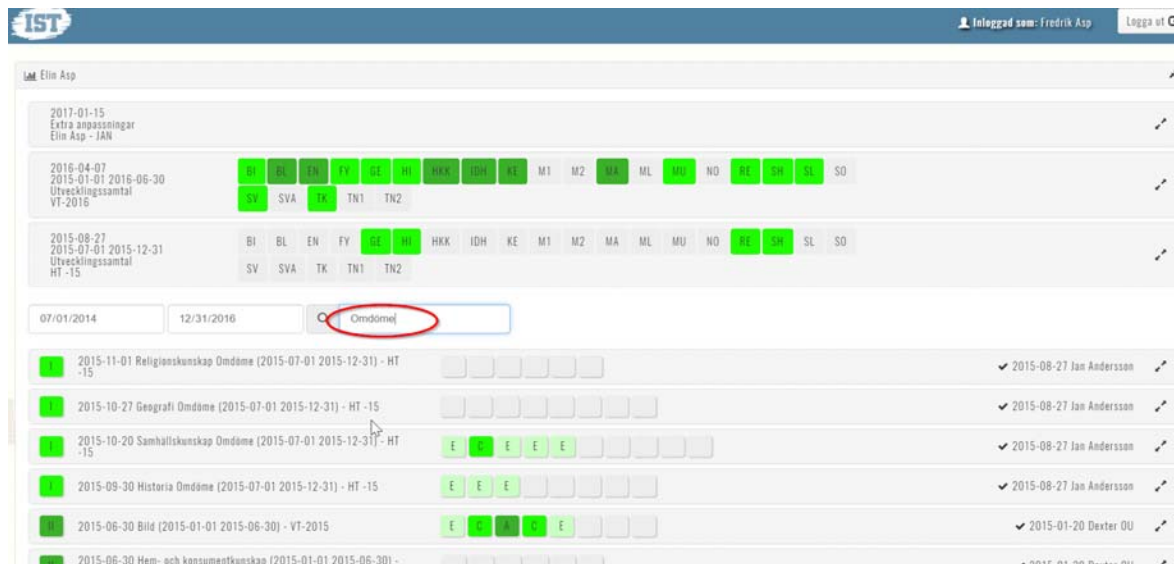 IST
Inloggad som: Fredrik Asp
Logga ut
Elin Asp
2017-01-15
Extra anpassningar
Elin Asp - JAN
2016-04-07
2015-01-01 2016-06-30
Utvecklingssamtal
VT-2016
BI BL EN FY GE HI HKK IDH KE M1 M2 MA ML MU NO RE SH SL SO
SV SVA TK TN1 TN2
2015-08-27
2015-07-01 2015-12-31
Utvecklingssamtal
HT -15
BI BL EN FY GE HI HKK IDH KE M1 M2 MA ML MU NO RE SH SL SO
SV SVA TK TN1 TN2
07/01/2014 12/31/2016 Omdöme
I 2015-11-01 Religionskunskap Omdöme (2015-07-01 2015-12-31) - HT
-15
2015-08-27 Jan Andersson
I 2015-10-27 Geografi Omdöme (2015-07-01 2015-12-31) - HT -15 2015-08-27 Jan Andersson
I 2015-10-20 Samhällskunskap Omdöme (2015-07-01 2015-12-31) - HT
-15
E C E E E 2015-08-27 Jan Andersson
I 2015-09-30 Historia Omdöme (2015-07-01 2015-12-31) - HT -15 E E E 2015-08-27 Jan Andersson
2015-06-30 Bild (2015-01-01 2015-06-30) - VT-2015 E C A C E 2015-01-20 Dexter OU
2015-06-30 Hem- och konsumentkunskap (2015-01-01 2015-06-30) - 2015-01-20 Dexter OU